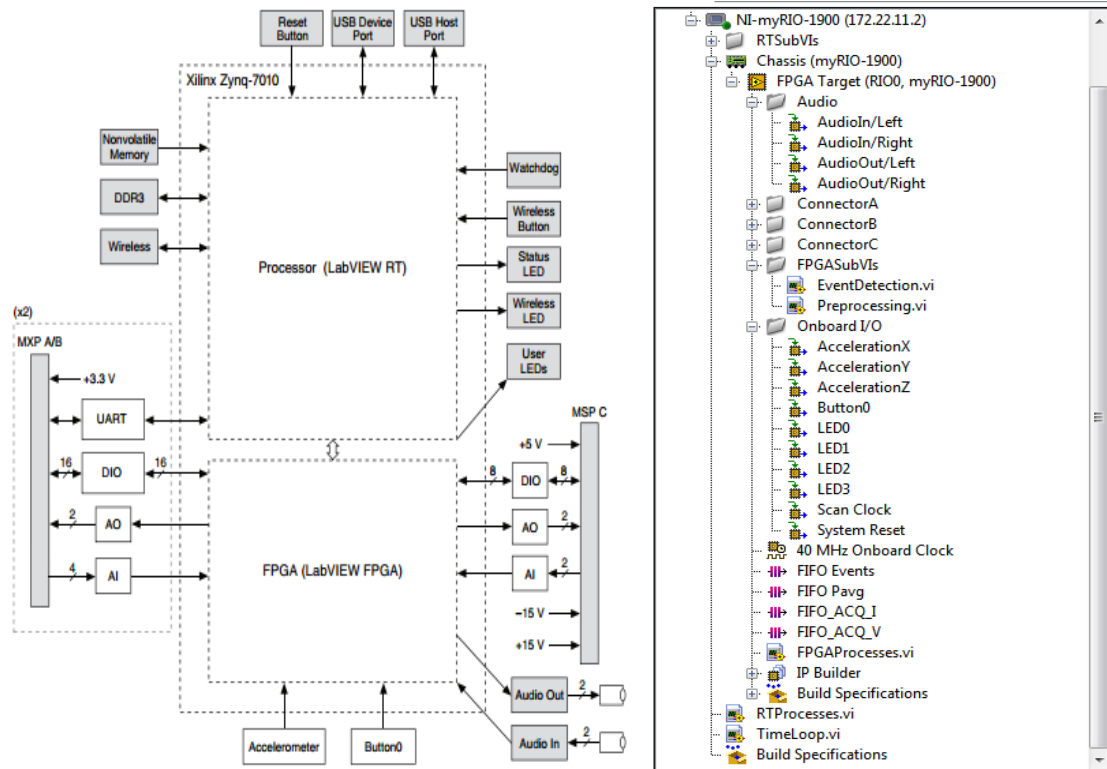 Reset
Button
USB Device
Port
USB Host
Port
Xilinx Zynq-7010
Nonvolatile
Memory
DDR3
Wireless
Processor (LabVIEW RT)
Watchdog
Wireless
Button
Status
LED
Wireless
LED
User
LEDs
(x2)
MXP A/B
+3.3 V
UART
16
DIO
16
2
AO
4
AI
FPGA (LabVIEW FPGA)
MSP C
+5 V
8
DIO
8
AO
2
AI
2
–15 V
+15 V
Audio Out
2
Audio In
2
Accelerometer
Button0
NI-myRIO-1900 (172.22.11.2)
RTSubVIs
Chassis (myRIO-1900)
FPGA Target (RIO0, myRIO-1900)
Audio
AudioIn/Left
AudioIn/Right
AudioOut/Left
AudioOut/Right
ConnectorA
ConnectorB
ConnectorC
FPGASubVIs
EventDetection.vi
Preprocessing.vi
Onboard I/O
AccelerationX
AccelerationY
AccelerationZ
Button0
LED0
LED1
LED2
LED3
Scan Clock
System Reset
40 MHz Onboard Clock
FIFO Events
FIFO Pavg
FIFO_ACQ_I
FIFO_ACQ_V
FPGAProcesses.vi
IP Builder
Build Specifications
RTProcesses.vi
TimeLoop.vi
Build Specifications